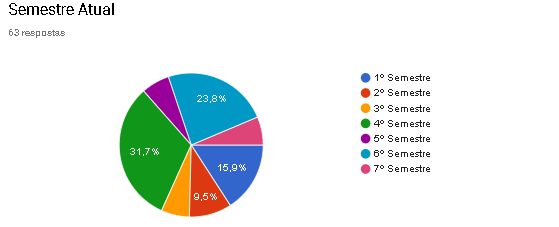 Semestre Atual
63 respostas
23,8%
31,7%
15,9%
9,5%
1º Semestre
2º Semestre
3º Semestre
4º Semestre
5º Semestre
6º Semestre
7º Semestre